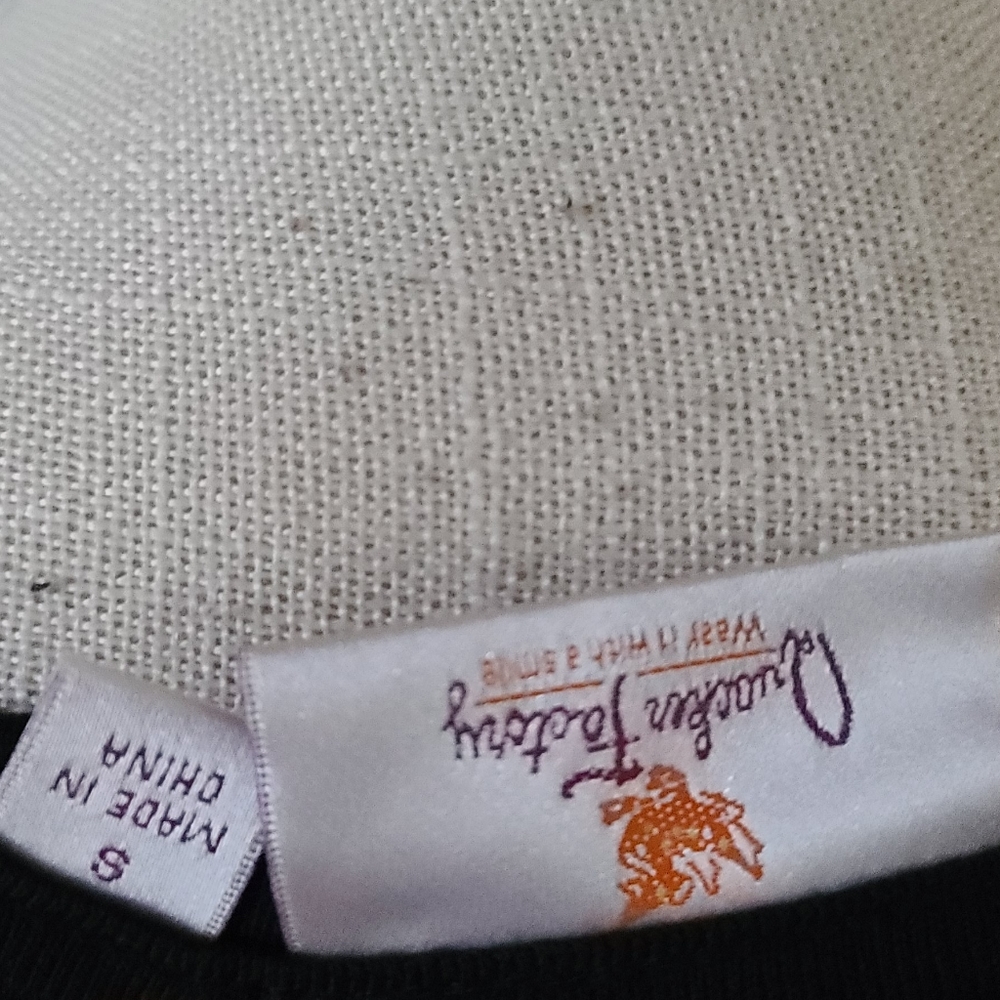 Quacker Factory
Wear it with a smile
S
MADE IN
CHINA